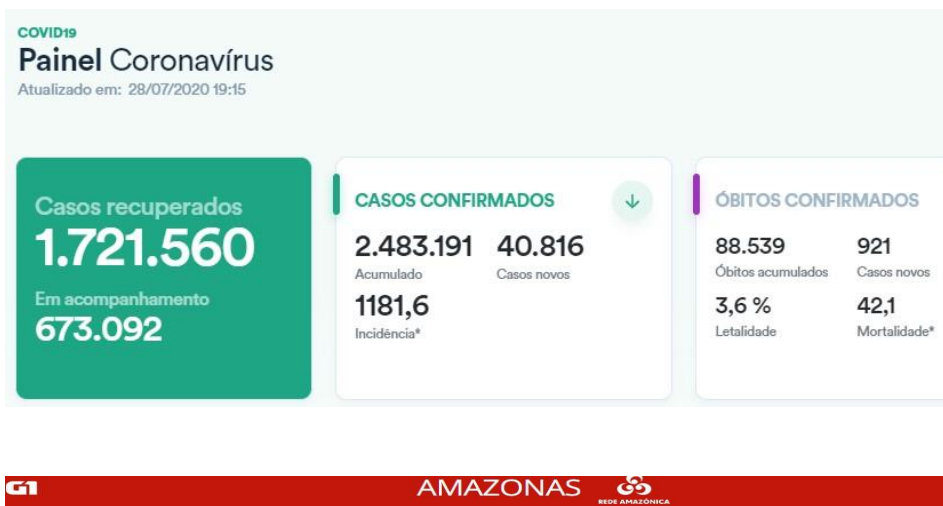 COVID19
Painel Coronavírus
Atualizado em: 28/07/2020 19:15
Casos recuperados
1.721.560
Em acompanhamento
673.092
CASOS CONFIRMADOS
2.483.191 40.816
Acumulado Casos novos
1181,6
Incidência*
ÓBITOS CONFIRMADOS
88.539 921
Óbitos acumulados Casos novos
3,6 % 42,1
Letalidade Mortalidade*
G1 AMAZONAS REDE AMAZÔNICA